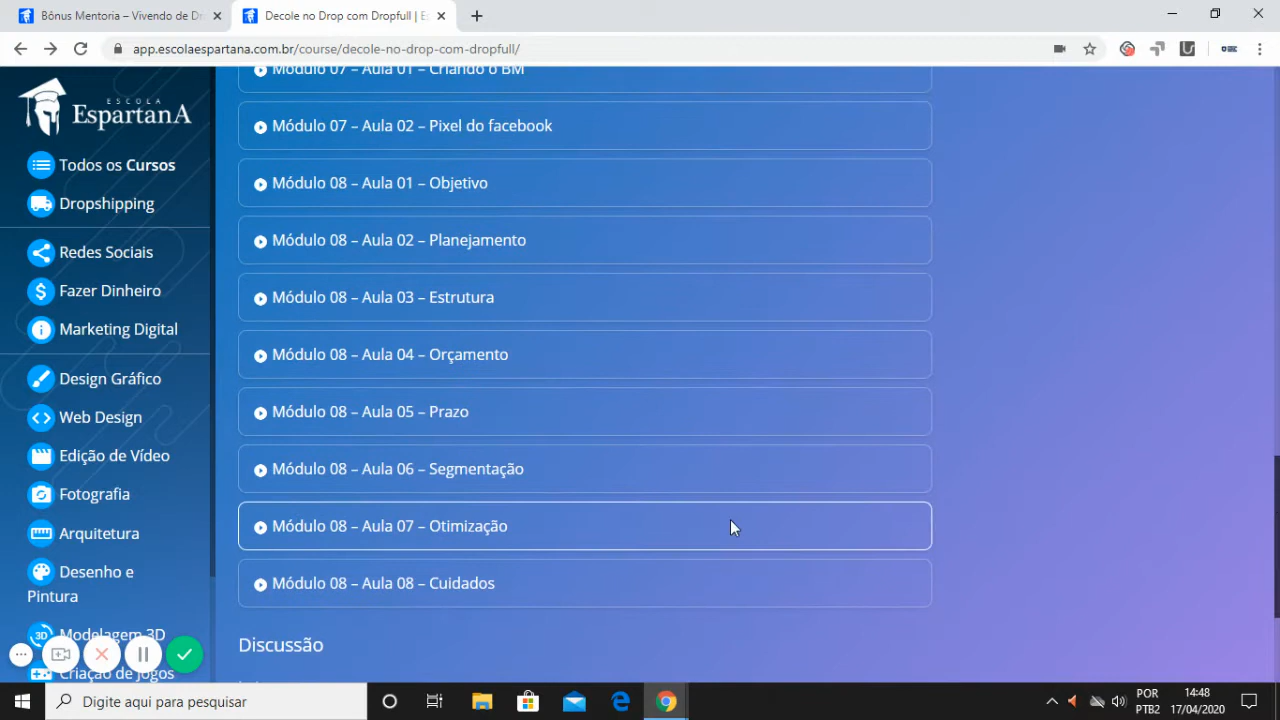 Bônus Mentoria – Vivendo de Dr
Decole no Drop com Dropfull | Es
app.escolaespartana.com.br/course/decole-no-drop-com-dropfull/
ESCOLA
EspartanA
Todos os Cursos
Dropshipping
Redes Sociais
Fazer Dinheiro
Marketing Digital
Design Gráfico
Web Design
Edição de Vídeo
Fotografia
Arquitetura
Desenho e
Pintura
3D Modelagem 3D
Criação de Jogos
Módulo 07 – Aula 01 – Criando o BM
Módulo 07 – Aula 02 – Pixel do facebook
Módulo 08 – Aula 01 – Objetivo
Módulo 08 – Aula 02 – Planejamento
Módulo 08 – Aula 03 – Estrutura
Módulo 08 – Aula 04 – Orçamento
Módulo 08 – Aula 05 – Prazo
Módulo 08 – Aula 06 – Segmentação
Módulo 08 – Aula 07 – Otimização
Módulo 08 – Aula 08 – Cuidados
Discussão
Digite aqui para pesquisar
POR
PTB2
14:48
17/04/2020